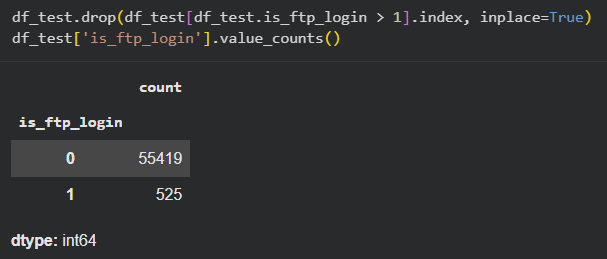 df_test.drop(df_test[df_test.is_ftp_login > 1].index, inplace=True)
df_test['is_ftp_login'].value_counts()
count
is_ftp_login
0 55419
1 525
dtype: int64